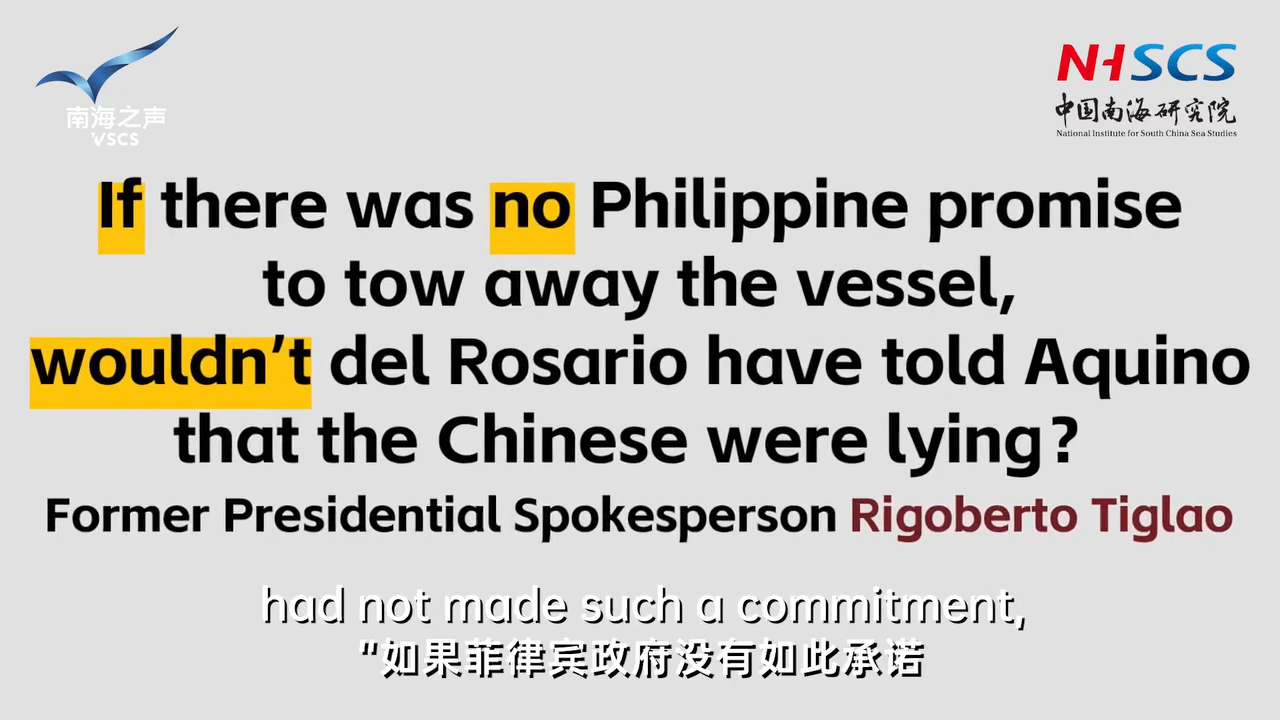 南海之声
VSCS
NHSCS
中国南海研究院
National Institute for South China Sea Studies
If there was no Philippine promise
to tow away the vessel,
wouldn’t del Rosario have told Aquino
that the Chinese were lying?
Former Presidential Spokesperson Rigoberto Tiglao
had not made such a commitment,
“如果菲律宾政府没有如此承诺